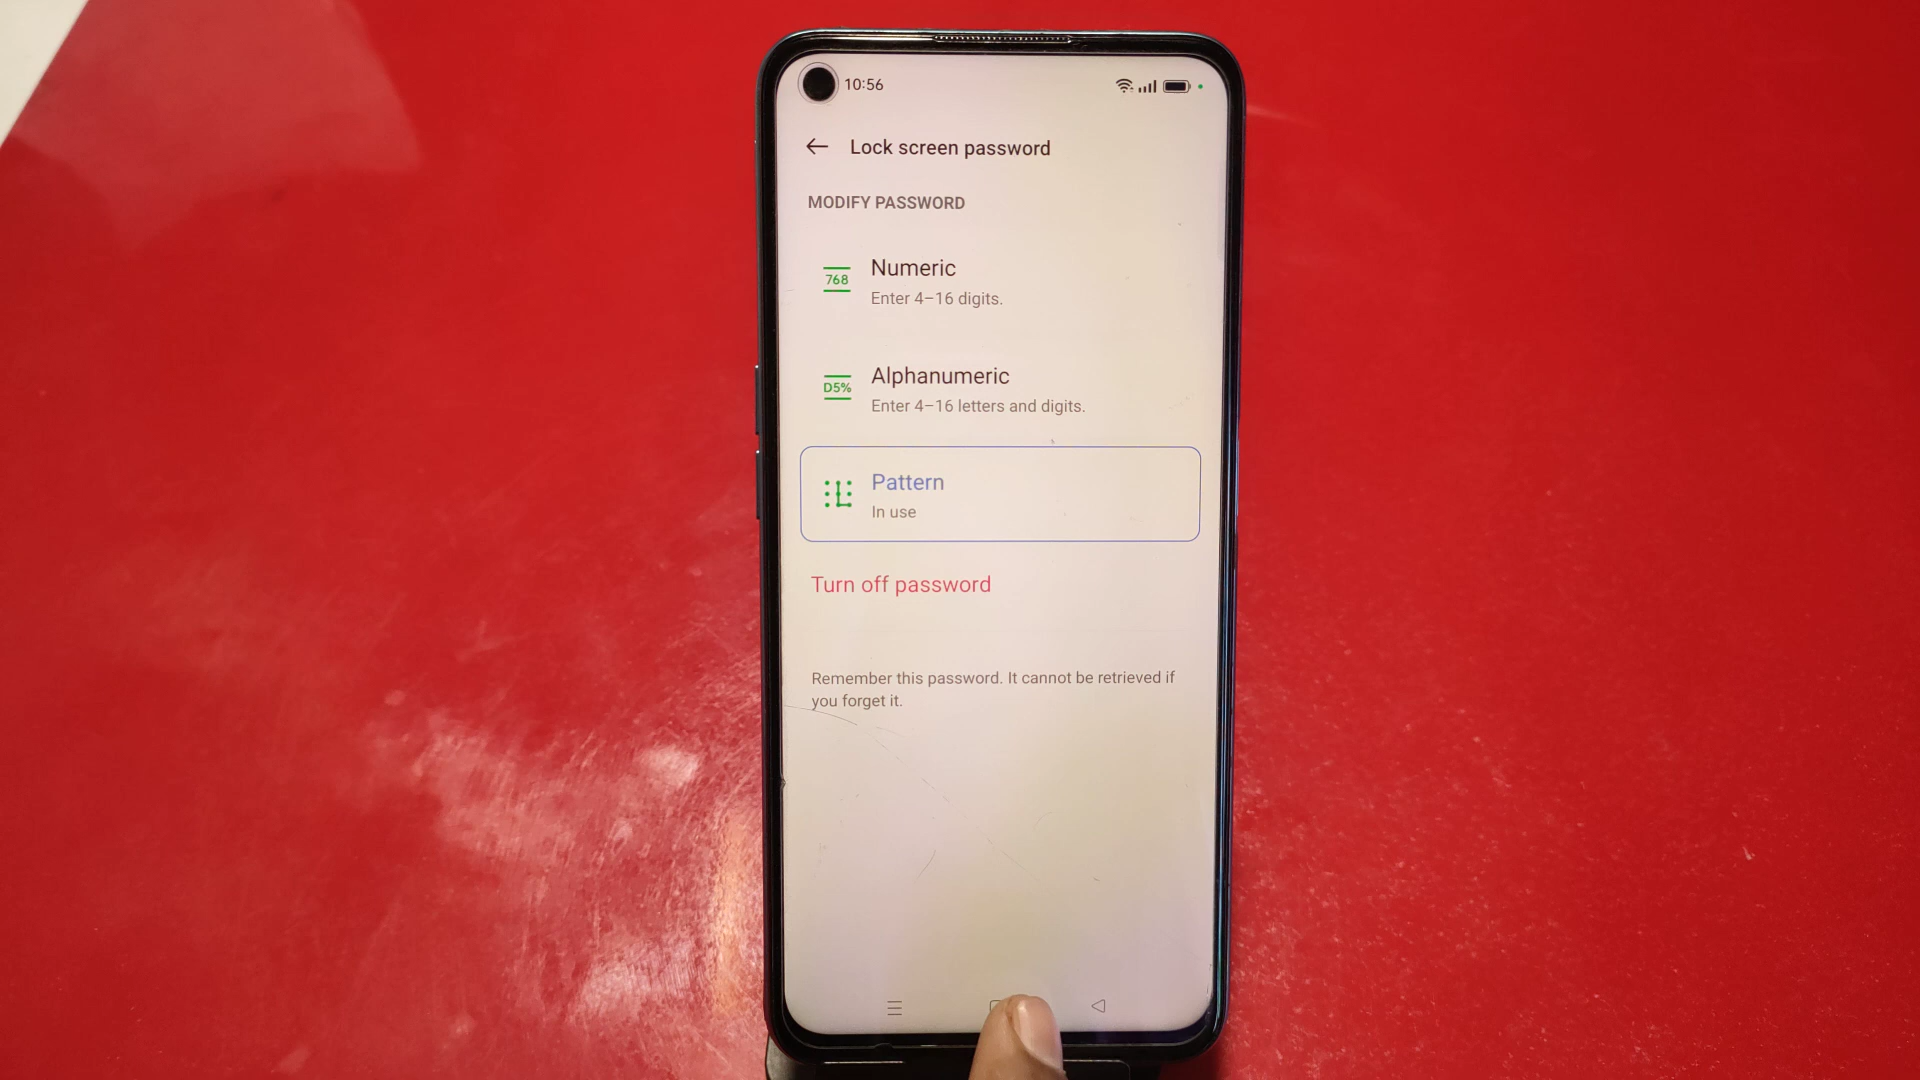 10:56
Lock screen password
MODIFY PASSWORD
768
Numeric
Enter 4–16 digits.
D5%
Alphanumeric
Enter 4–16 letters and digits.
Pattern
In use
Turn off password
Remember this password. It cannot be retrieved if
you forget it.